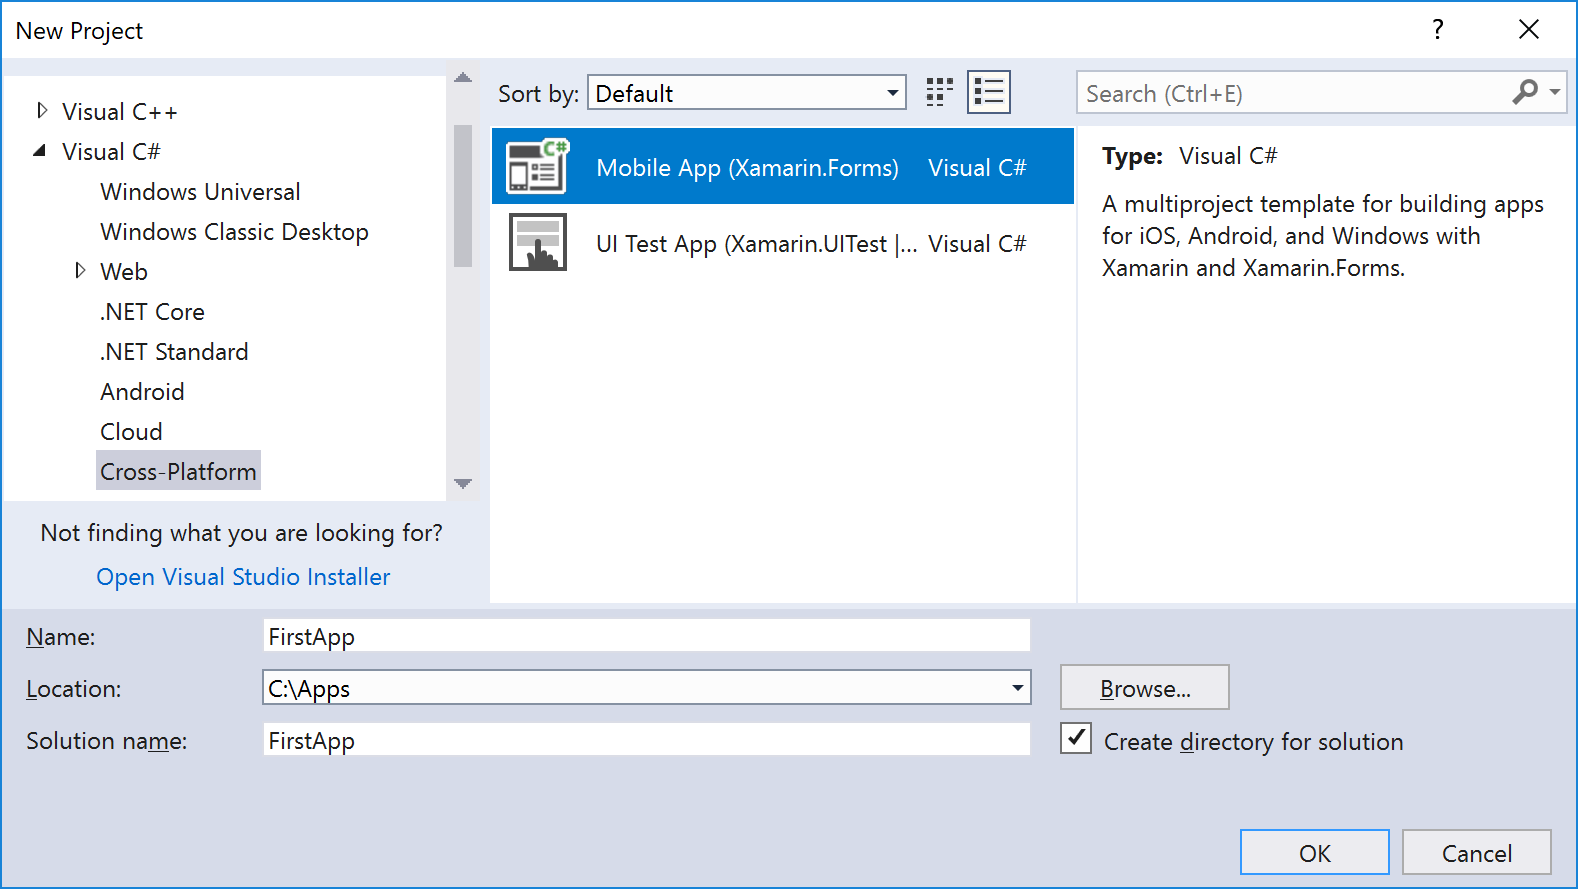 New Project
?
Visual C++
Visual C#
Windows Universal
Windows Classic Desktop
Web
.NET Core
.NET Standard
Android
Cloud
Cross-Platform
Not finding what you are looking for?
Open Visual Studio Installer
Sort by: Default
C#
Mobile App (Xamarin.Forms) Visual C#
UI Test App (Xamarin.UITest |... Visual C#
Search (Ctrl+E)
Type: Visual C#
A multiproject template for building apps
for iOS, Android, and Windows with
Xamarin and Xamarin.Forms.
Name: FirstApp
Location: C:\Apps Browse...
Solution name: FirstApp Create directory for solution
OK Cancel